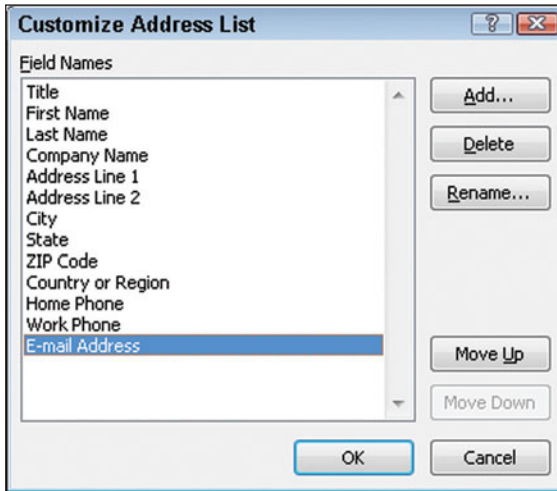 Customize Address List
Field Names
Title
First Name
Last Name
Company Name
Address Line 1
Address Line 2
City
State
ZIP Code
Country or Region
Home Phone
Work Phone
E-mail Address
Add...
Delete
Rename...
Move Up
Move Down
OK
Cancel